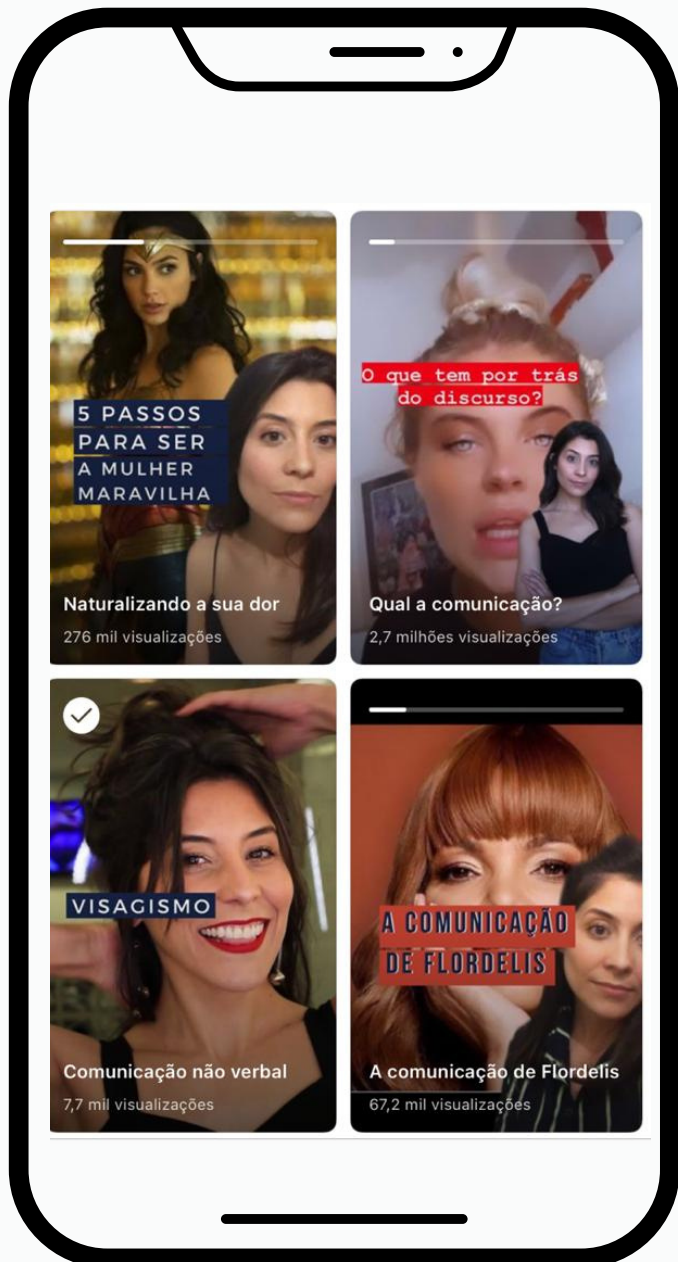 5 PASSOS
PARA SER
A MULHER
MARAVILHA
Naturalizando a sua dor
276 mil visualizações
O que tem por trás
do discurso?
Qual a comunicação?
2,7 milhões visualizações
VISAGISMO
Comunicação não verbal
7,7 mil visualizações
A COMUNICAÇÃO
DE FLORDELIS
A comunicação de Flordelis
67,2 mil visualizações